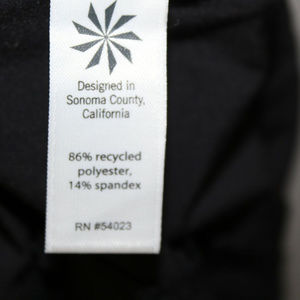 Designed in
Sonoma County,
California
86% recycled
polyester,
14% spandex
RN #54023